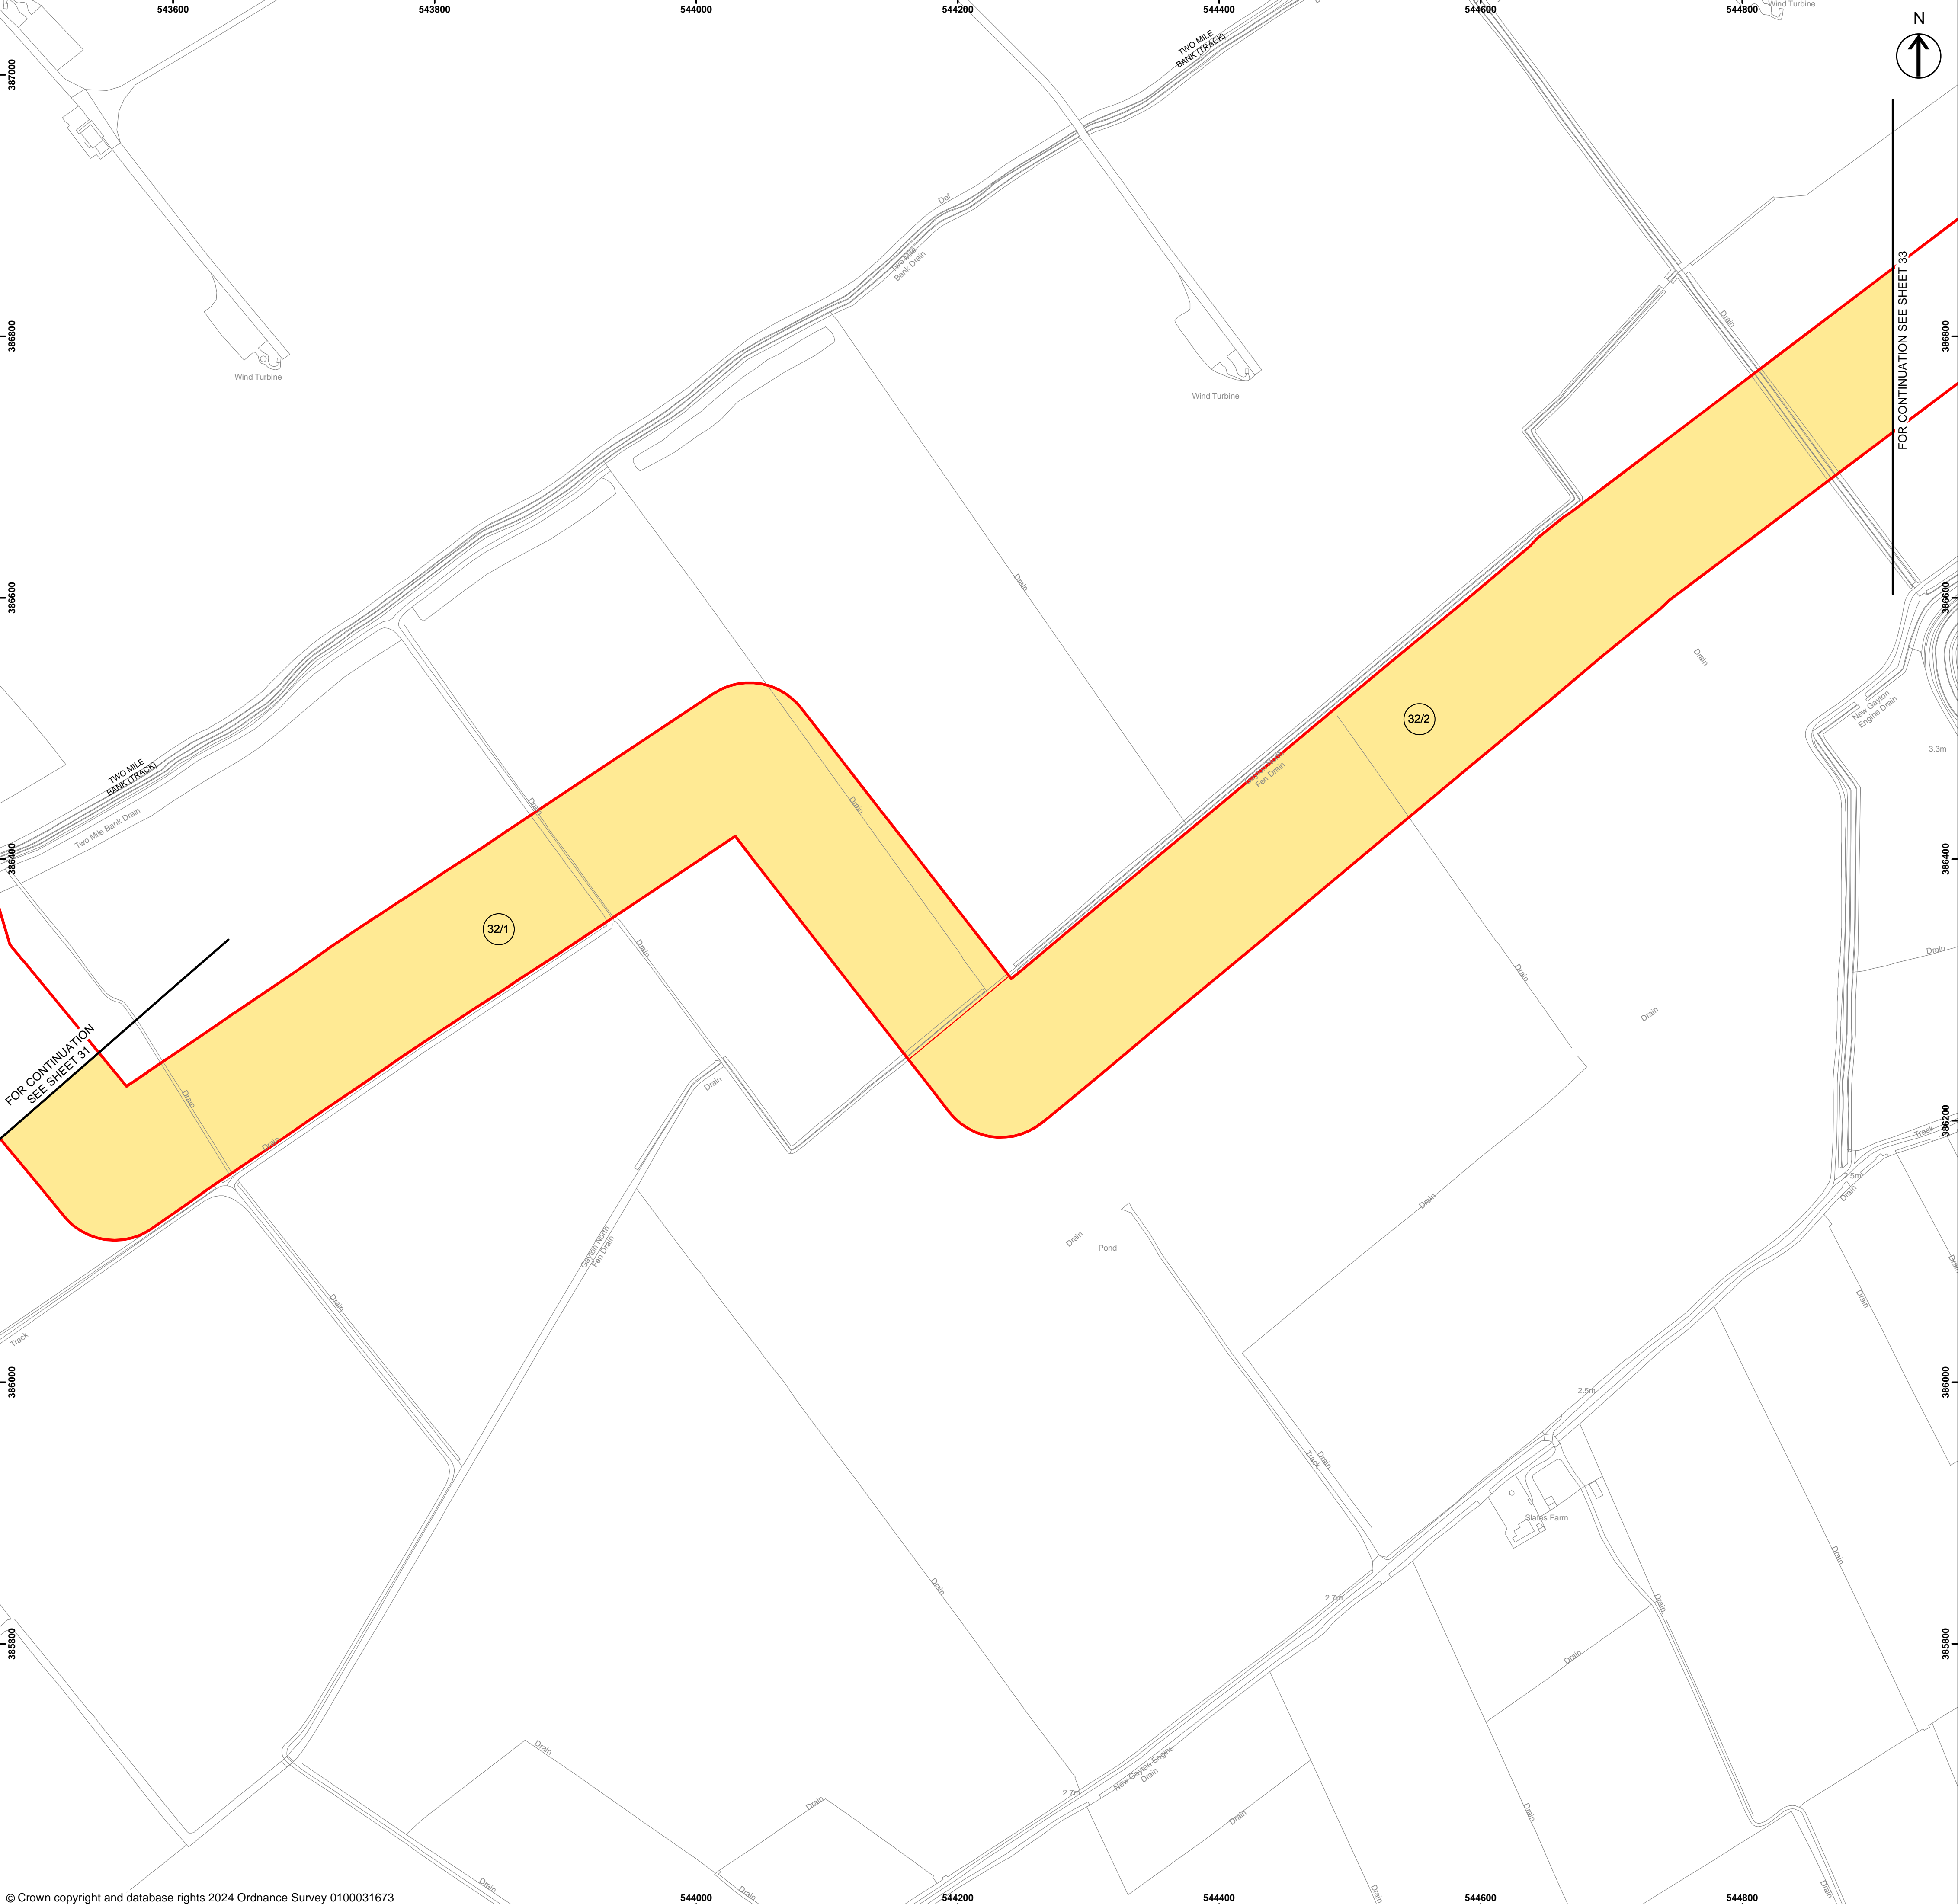 543600
543800
544000
544200
544400
544600
544800
Wind Turbine
N
387000
TWO MILE
BANK (TRACK)
Def
Two Mile
Bank Drain
FOR CONTINUATION SEE SHEET 33
386800
386800
Drain
Wind Turbine
Wind Turbine
Drain
386600
386600
Drain
New Gayton
Engine Drain
32/2
3.3m
TWO MILE
BANK (TRACK)
Two Mile Bank Drain
Fen Drain
Drain
386400
386400
32/1
Drain
Drain
Drain
Drain
FOR CONTINUATION
SEE SHEET 31
Drain
Drain
Drain
386200
Drain
Track
2.5m
Drain
Drain
Drain
Pond
Gayton North
Fen Drain
Drain
Drain
Drain
Track
386000
386000
2.5m
Track
Drain
Slates Farm
Drain
Drain
2.7m
Drain
385800
385800
Drain
Drain
New Gayton Engine
Drain
2.7m
Drain
Drain
Drain
Drain
Drain
Drain
Drain
© Crown copyright and database rights 2024 Ordnance Survey 0100031673
544000
544200
544400
544600
544800